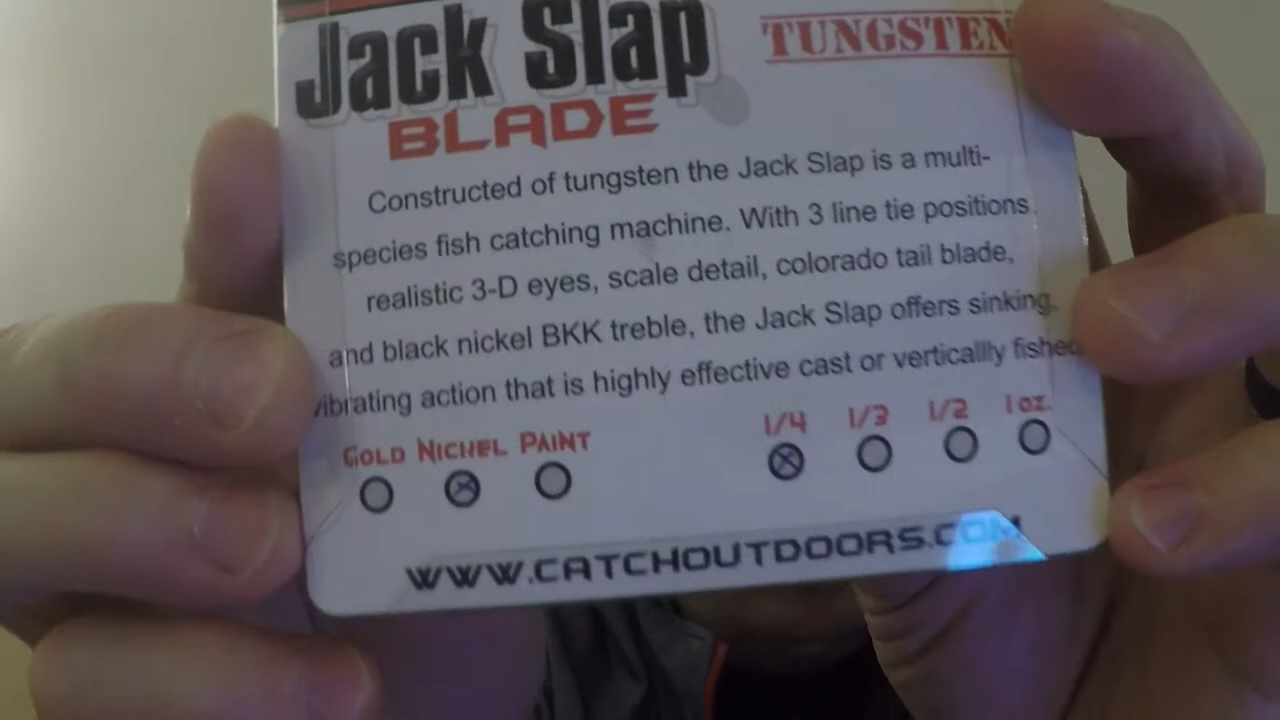 Jack Slap
TUNGSTEN
BLADE
Constructed of tungsten the Jack Slap is a multi-
species fish catching machine. With 3 line tie positions,
realistic 3-D eyes, scale detail, colorado tail blade,
and black nickel BKK treble, the Jack Slap offers sinking,
vibrating action that is highly effective cast or verticallly fished
GOLD NICKEL PAINT
1/4 1/3 1/2 1 oz.
WWW.CATCHOUTDOORS.COM